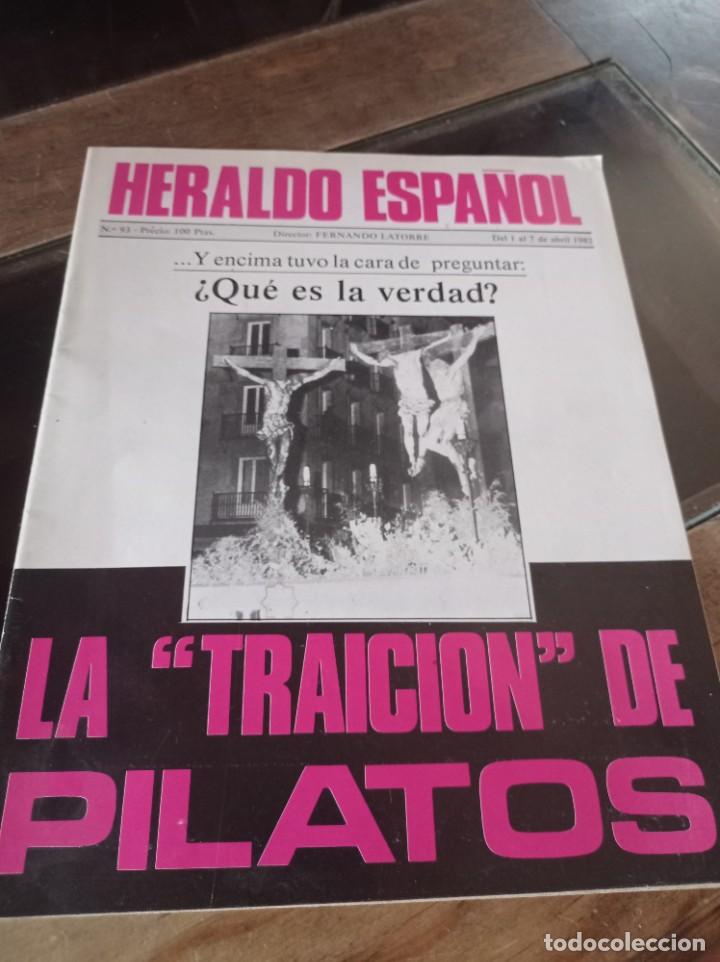 HERALDO ESPAÑOL
N.º 93 - Precio: 100 Ptas. Director: FERNANDO LATORRE Del 1 al 7 de abril 1982
...Y encima tuvo la cara de preguntar:
¿Qué es la verdad?
LA “TRAICION” DE
PILATOS
todocoleccion